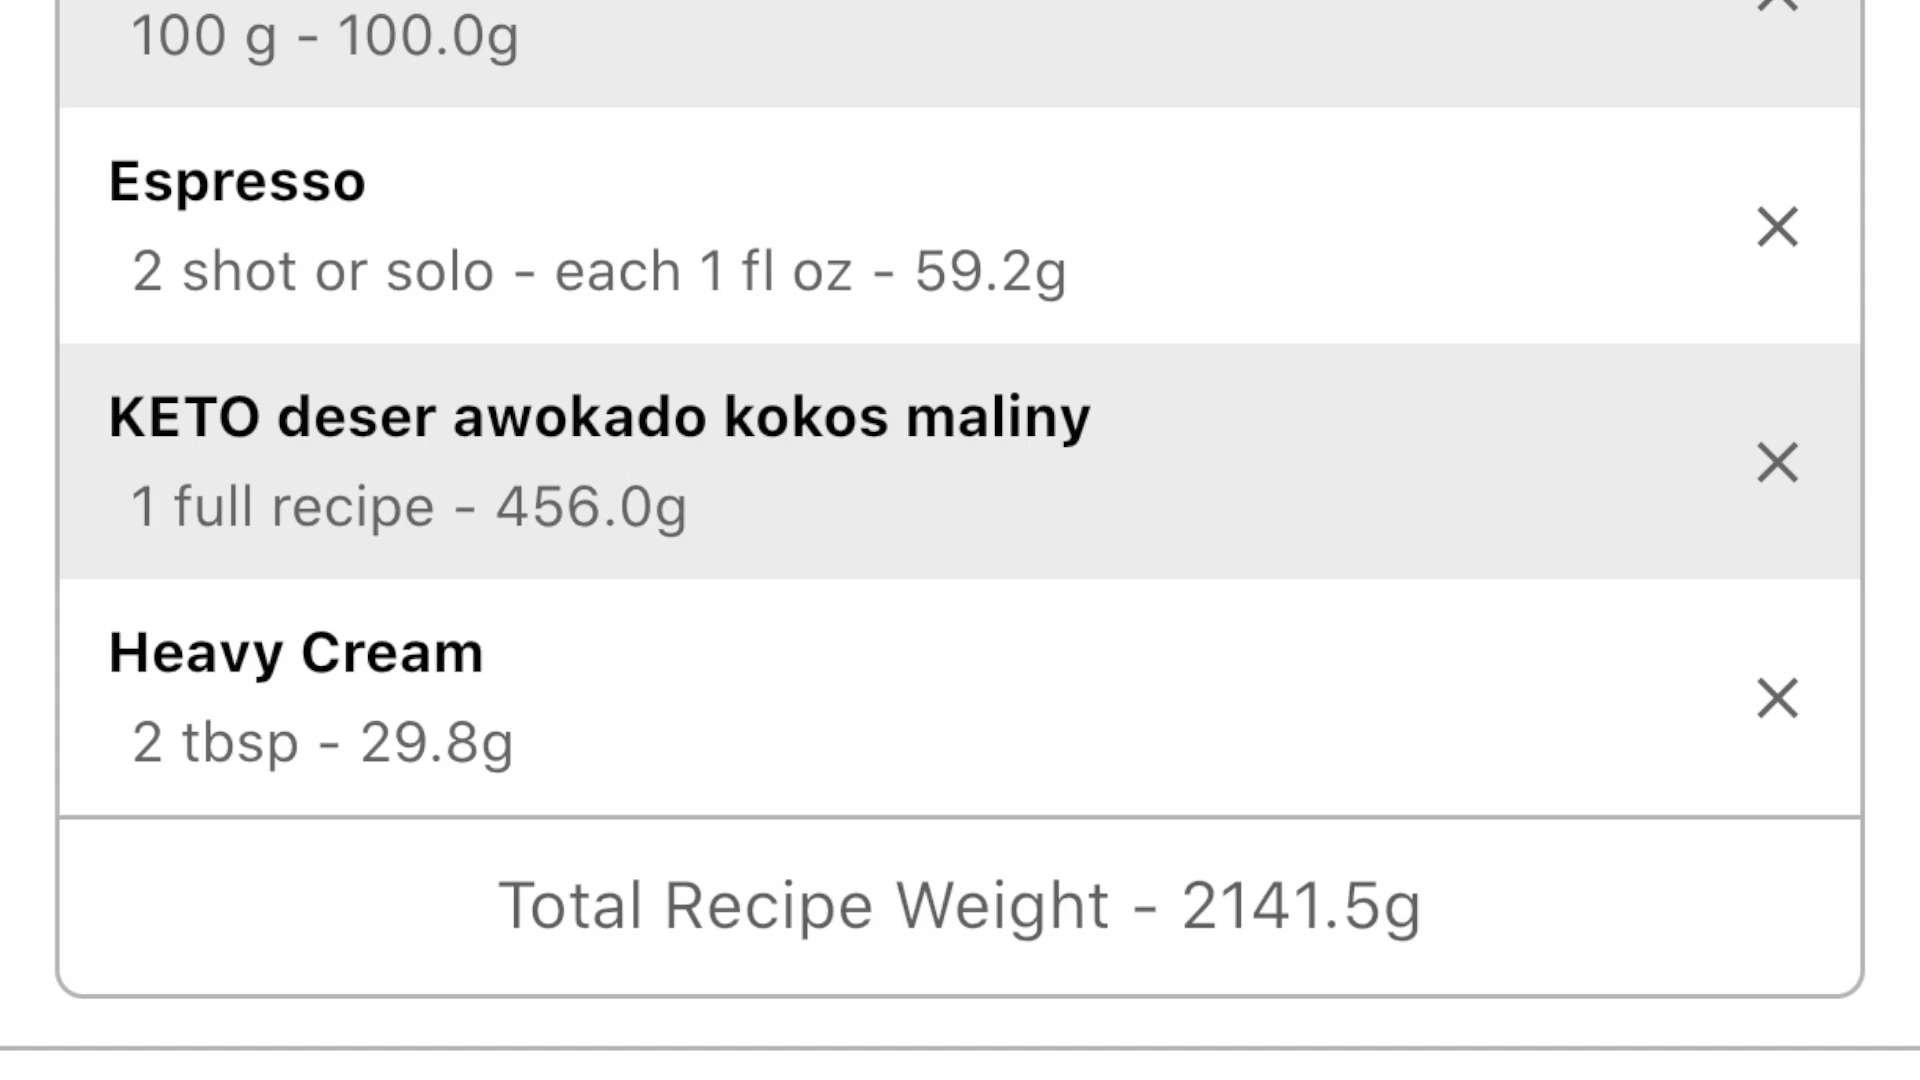 100 g - 100.0g
Espresso
2 shot or solo - each 1 fl oz - 59.2g
KETO deser awokado kokos maliny
1 full recipe - 456.0g
Heavy Cream
2 tbsp - 29.8g
Total Recipe Weight - 2141.5g